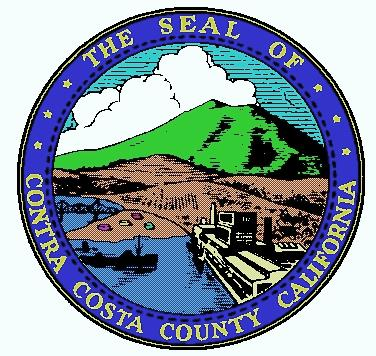 THE SEAL OF
CONTRA COSTA COUNTY CALIFORNIA